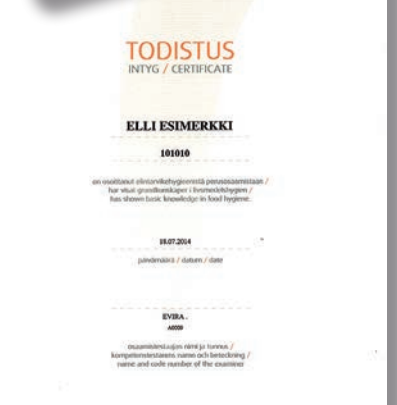 TODISTUS
INTYG / CERTIFICATE
ELLI ESIMERKKI
101010
on osoittanut elintarvikehygieenistä perusosaamistaan /
har visat grundkunskaper i livsmedelshygien /
has shown basic knowledge in food hygiene.
18.07.2014
päivämäärä / datum / date
EVIRA .
A0000
osaamistestaajan nimi ja tunnus /
kompetenstestarens namn och beteckning /
name and code number of the examiner